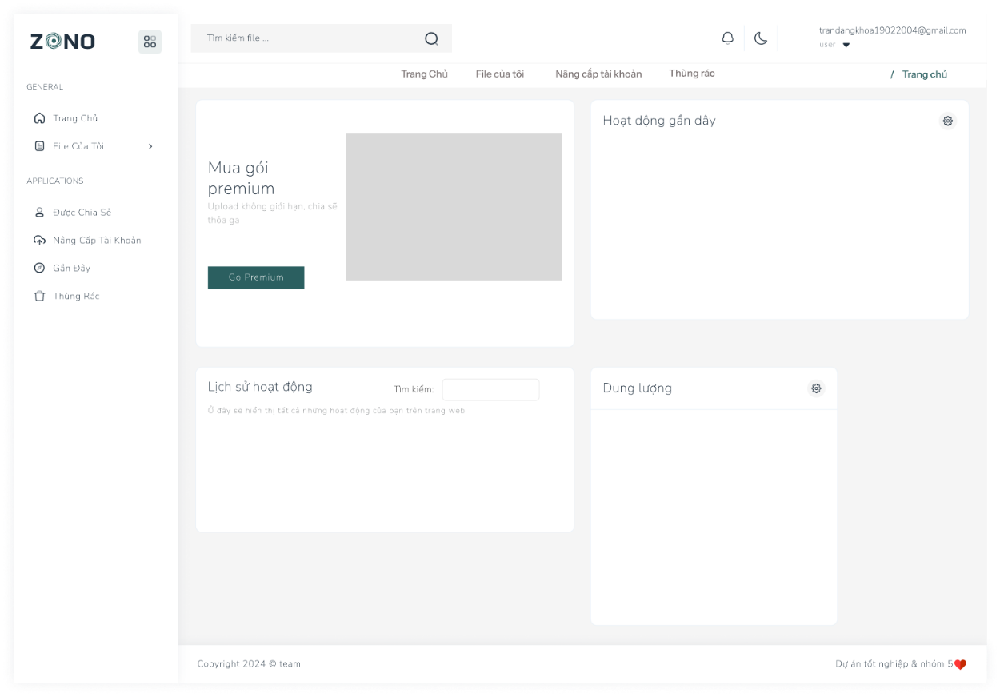 ZONO
Tìm kiếm file ...
trandangkhoa19022004@gmail.com
user
Trang Chủ
File của tôi
Nâng cấp tài khoản
Thùng rác
/ Trang chủ
GENERAL
Trang Chủ
File Của Tôi
APPLICATIONS
Được Chia Sẻ
Nâng Cấp Tài Khoản
Gần Đây
Thùng Rác
Mua gói
premium
Upload không giới hạn, chia sẽ
thỏa ga
Go Premium
Hoạt động gần đây
Lịch sử hoạt động
Tìm kiếm:
Ở đây sẽ hiển thị tất cả những hoạt động của bạn trên trang web
Dung lượng
Copyright 2024 © team
Dự án tốt nghiệp & nhóm 5